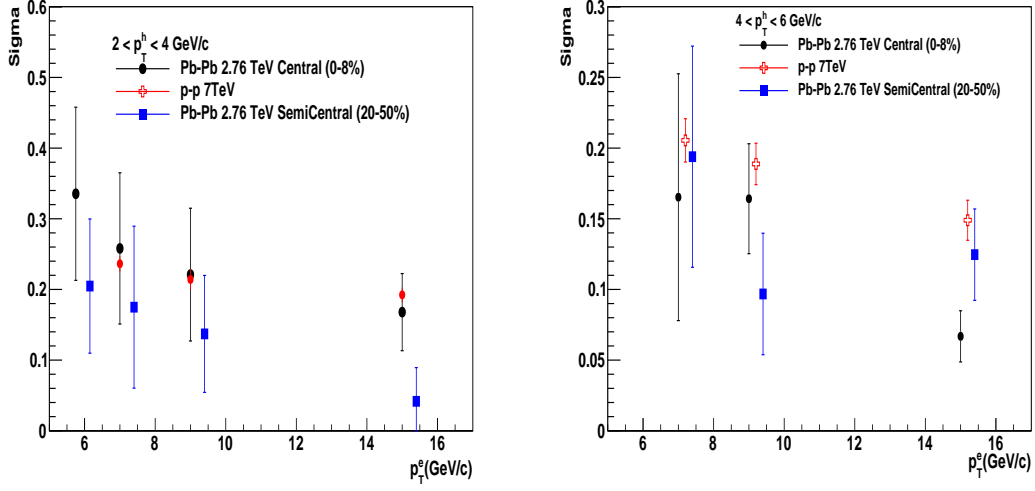 Sigma
0.6
0.5
0.4
0.3
0.2
0.1
0
2 < p_T^h < 4 GeV/c
Pb-Pb 2.76 TeV Central (0-8%)
p-p 7TeV
Pb-Pb 2.76 TeV SemiCentral (20-50%)
6 8 10 12 14 16
p_T^e(GeV/c)
Sigma
0.3
0.25
0.2
0.15
0.1
0.05
0
4 < p_T^h < 6 GeV/c
Pb-Pb 2.76 TeV Central (0-8%)
p-p 7TeV
Pb-Pb 2.76 TeV SemiCentral (20-50%)
6 8 10 12 14 16
p_T^e(GeV/c)